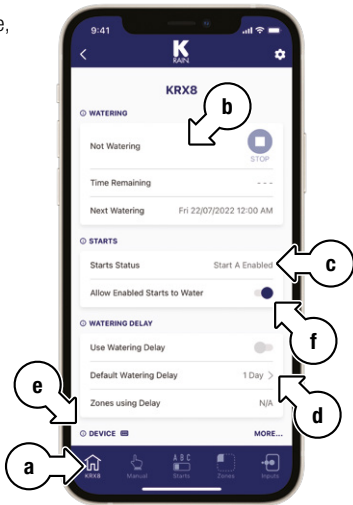 e,
9:41
K
RAIN
KRX8
b
WATERING
Not Watering
STOP
Time Remaining - - -
Next Watering Fri 22/07/2022 12:00 AM
STARTS
Starts Status Start A Enabled
c
Allow Enabled Starts to Water
f
WATERING DELAY
Use Watering Delay
e
Default Watering Delay 1 Day >
d
Zones using Delay N/A
DEVICE MORE...
a
A B C
KRX8 Manual Starts Zones Inputs